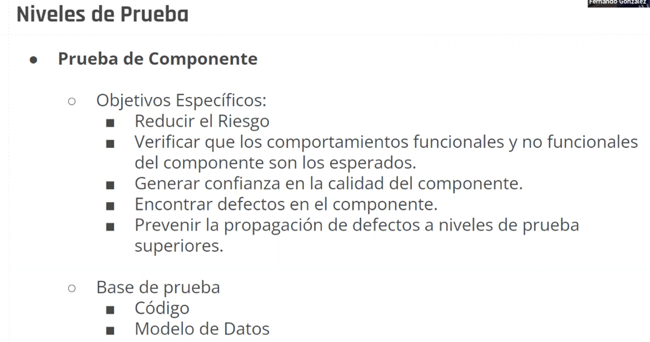 Fernando Gonzalez
Niveles de Prueba
● Prueba de Componente
○ Objetivos Específicos:
■ Reducir el Riesgo
■ Verificar que los comportamientos funcionales y no funcionales
del componente son los esperados.
■ Generar confianza en la calidad del componente.
■ Encontrar defectos en el componente.
■ Prevenir la propagación de defectos a niveles de prueba
superiores.
○ Base de prueba
■ Código
■ Modelo de Datos